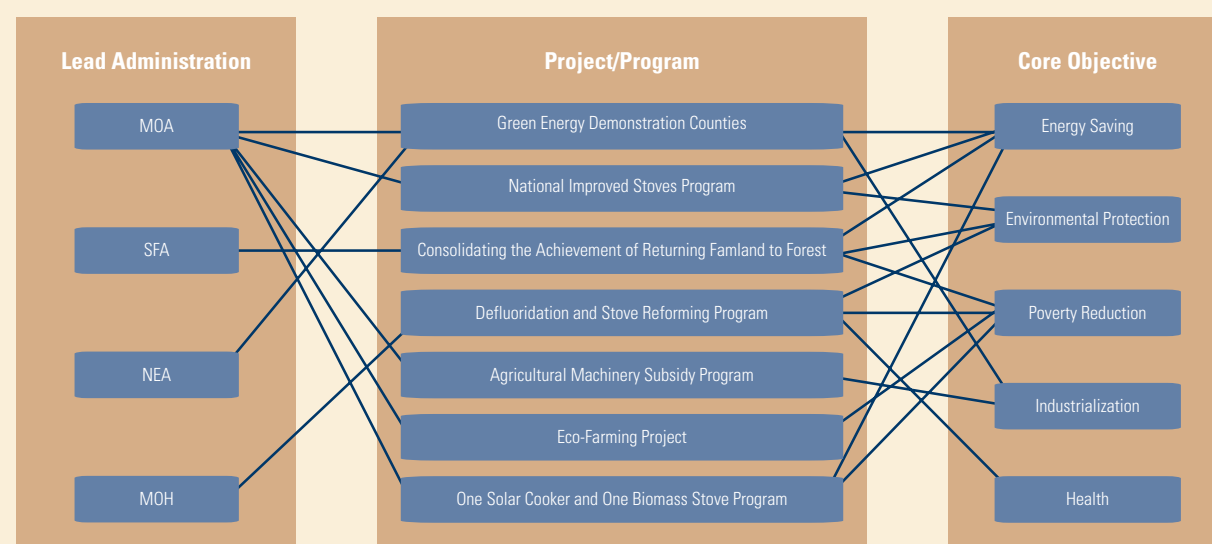 Lead Administration
MOA
SFA
NEA
MOH
Project/Program
Green Energy Demonstration Counties
National Improved Stoves Program
Consolidating the Achievement of Returning Famland to Forest
Defluoridation and Stove Reforming Program
Agricultural Machinery Subsidy Program
Eco-Farming Project
One Solar Cooker and One Biomass Stove Program
Core Objective
Energy Saving
Environmental Protection
Poverty Reduction
Industrialization
Health